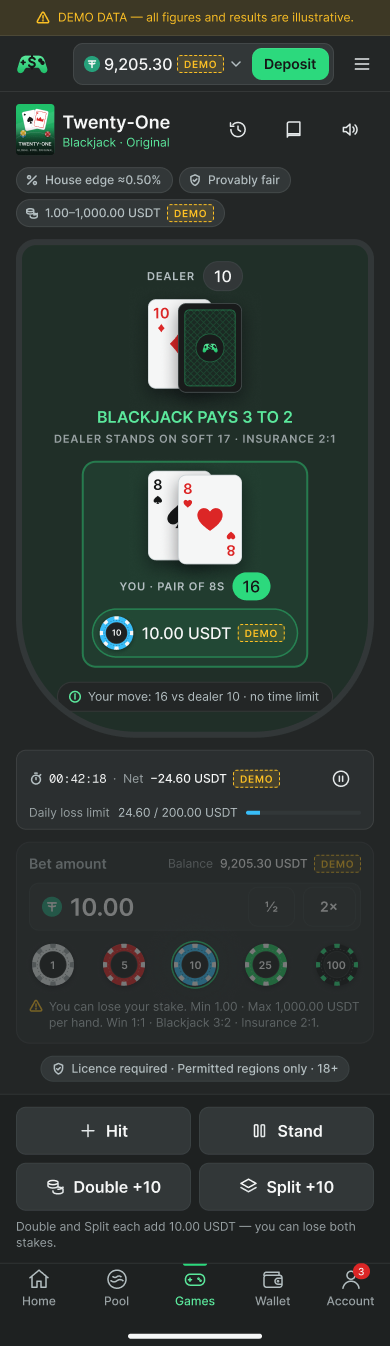 DEMO DATA — all figures and results are illustrative.
9,205.30 DEMO Deposit
Twenty-One
Blackjack · Original
TWENTY-ONE
House edge ≈0.50% Provably fair
1.00–1,000.00 USDT DEMO
DEALER 10
10
BLACKJACK PAYS 3 TO 2
DEALER STANDS ON SOFT 17 · INSURANCE 2:1
8 8
8
YOU · PAIR OF 8S 16
10 10.00 USDT DEMO
Your move: 16 vs dealer 10 · no time limit
00:42:18 · Net −24.60 USDT DEMO
Daily loss limit 24.60 / 200.00 USDT
Bet amount Balance 9,205.30 USDT DEMO
10.00 ½ 2×
1 5 10 25 100
You can lose your stake. Min 1.00 · Max 1,000.00 USDT
per hand. Win 1:1 · Blackjack 3:2 · Insurance 2:1.
Licence required · Permitted regions only · 18+
Hit Stand
Double +10 Split +10
Double and Split each add 10.00 USDT — you can lose both
stakes.
3
Home Pool Games Wallet Account